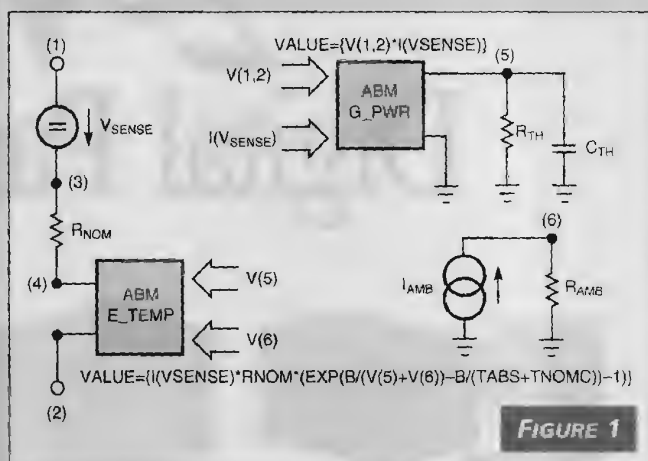 (1)
VALUE={V(1,2)*I(VSENSE)}
(5)
V(1,2)
ABM
G_PWR
I(VSENSE)
VSENSE
RTH
CTH
(3)
RNOM
(6)
(4)
ABM
E_TEMP
V(5)
V(6)
IAMB
RAMB
(2)
VALUE={I(VSENSE)*RNOM*(EXP(B/(V(5)+V(6))–B/(TABS+TNOMC))–1)}
FIGURE 1